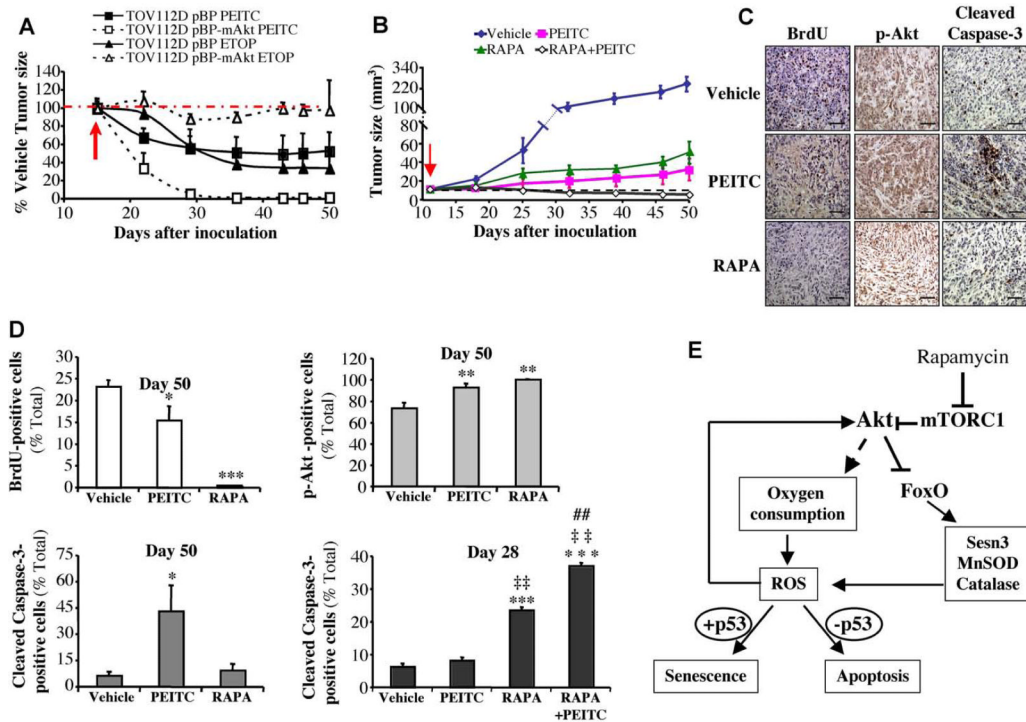 A
TOV112D pBP PEITC
TOV112D pBP-mAkt PEITC
TOV112D pBP ETOP
TOV112D pBP-mAkt ETOP
% Vehicle Tumor size
140
120
100
80
60
40
20
0
10 20 30 40 50
Days after inoculation
B
Vehicle PEITC
RAPA RAPA+PEITC
Tumor size (mm³)
340
220
100
100
80
60
40
20
0
10 15 20 25 30 35 40 45 50
Days after inoculation
C
BrdU p-Akt Cleaved Caspase-3
Vehicle
PEITC
RAPA
D
BrdU-positive cells (% Total)
30
25
20
15
10
5
0
Day 50
*
***
Vehicle PEITC RAPA
p-Akt -positive cells (% Total)
120
100
80
60
40
20
0
Day 50
** **
Vehicle PEITC RAPA
Cleaved Caspase-3-positive cells (% Total)
75
60
45
30
15
0
Day 50
*
Vehicle PEITC RAPA
Cleaved Caspase-3-positive cells (% Total)
45
30
15
0
Day 28
‡‡
***
##
‡ ‡
* * *
Vehicle PEITC RAPA RAPA
+PEITC
E
Rapamycin
Akt mTORC1
FoxO
Oxygen
consumption
Sesn3
MnSOD
Catalase
ROS
+p53 -p53
Senescence Apoptosis